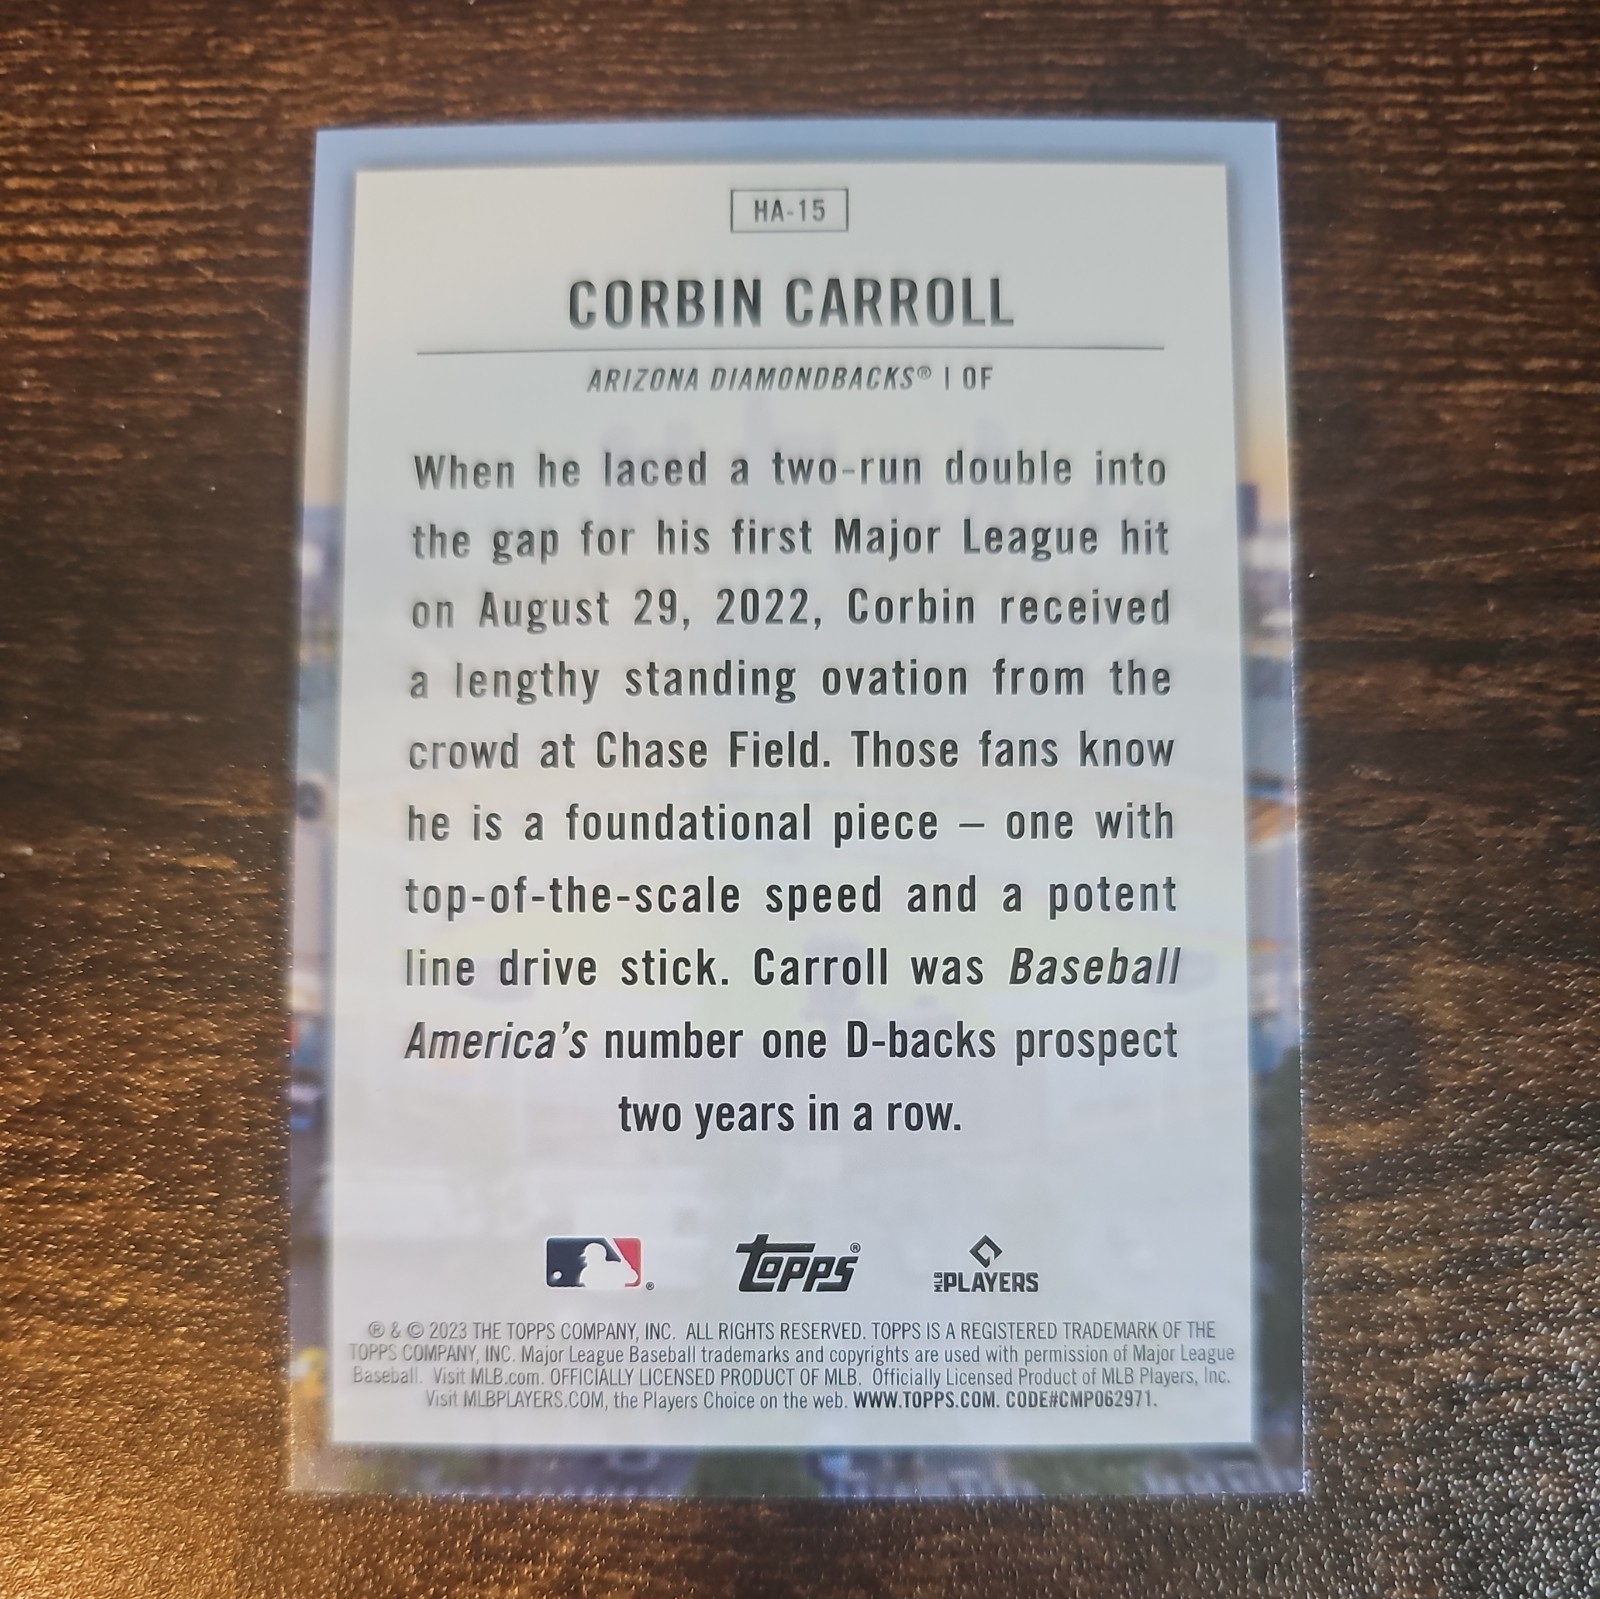 HA-15
CORBIN CARROLL
ARIZONA DIAMONDBACKS® | OF
When he laced a two-run double into
the gap for his first Major League hit
on August 29, 2022, Corbin received
a lengthy standing ovation from the
crowd at Chase Field. Those fans know
he is a foundational piece – one with
top-of-the-scale speed and a potent
line drive stick. Carroll was Baseball
America's number one D-backs prospect
two years in a row.
® TOPPS® MLB PLAYERS
® & © 2023 THE TOPPS COMPANY, INC. ALL RIGHTS RESERVED. TOPPS IS A REGISTERED TRADEMARK OF THE
TOPPS COMPANY, INC. Major League Baseball trademarks and copyrights are used with permission of Major League
Baseball. Visit MLB.com. OFFICIALLY LICENSED PRODUCT OF MLB. Officially Licensed Product of MLB Players, Inc.
Visit MLBPLAYERS.COM, the Players Choice on the web. WWW.TOPPS.COM. CODE#CMP062971.